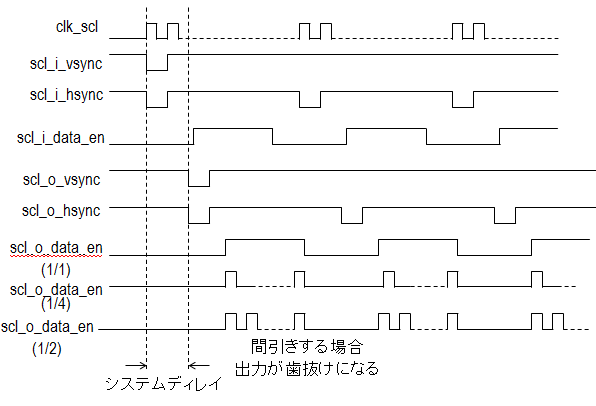 clk_scl
scl_i_vsync
scl_i_hsync
scl_i_data_en
scl_o_vsync
scl_o_hsync
scl_o_data_en
(1/1)
scl_o_data_en
(1/4)
scl_o_data_en
(1/2)
間引きする場合
出力が歯抜けになる
システムディレイ